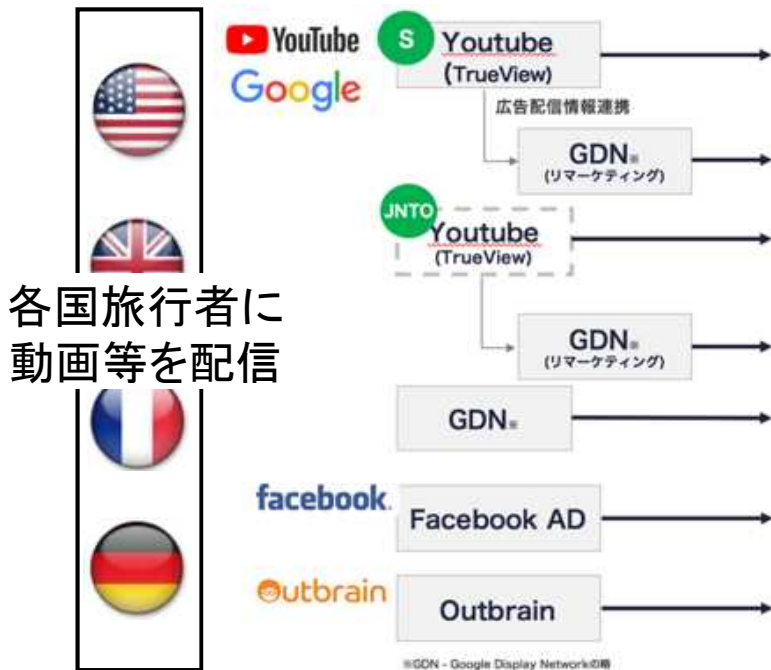 YouTube
Google
S
Youtube
(TrueView)
広告配信情報連携
GDN※
(リマーケティング)
JNTO
Youtube
(TrueView)
各国旅行者に
動画等を配信
GDN※
(リマーケティング)
GDN※
facebook.
Facebook AD
Outbrain
Outbrain
※GDN - Google Display Networkの略